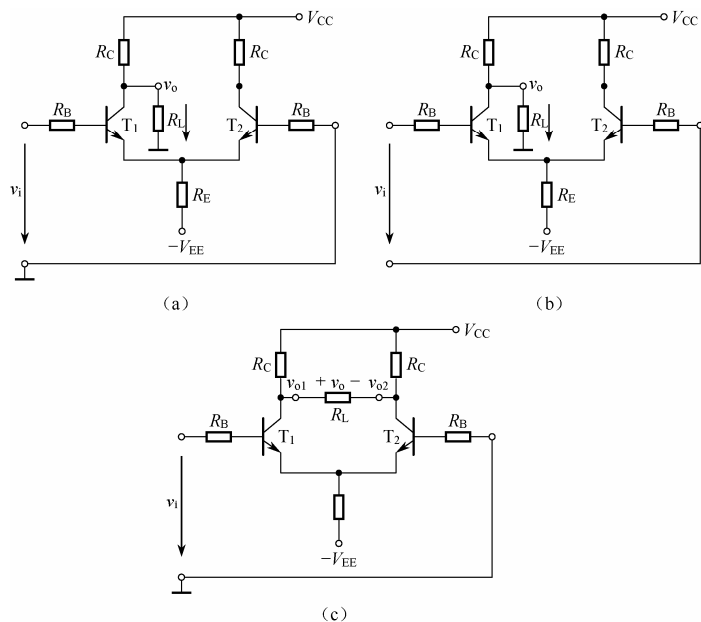 V_CC
R_C R_C
v_o
R_B T_1 R_L T_2 R_B
v_i
R_E
−V_EE
(a)
V_CC
R_C R_C
v_o
R_B T_1 R_L T_2 R_B
v_i
R_E
−V_EE
(b)
V_CC
R_C R_C
v_o1 + v_o − v_o2
R_L
R_B T_1 T_2 R_B
v_i
−V_EE
(c)